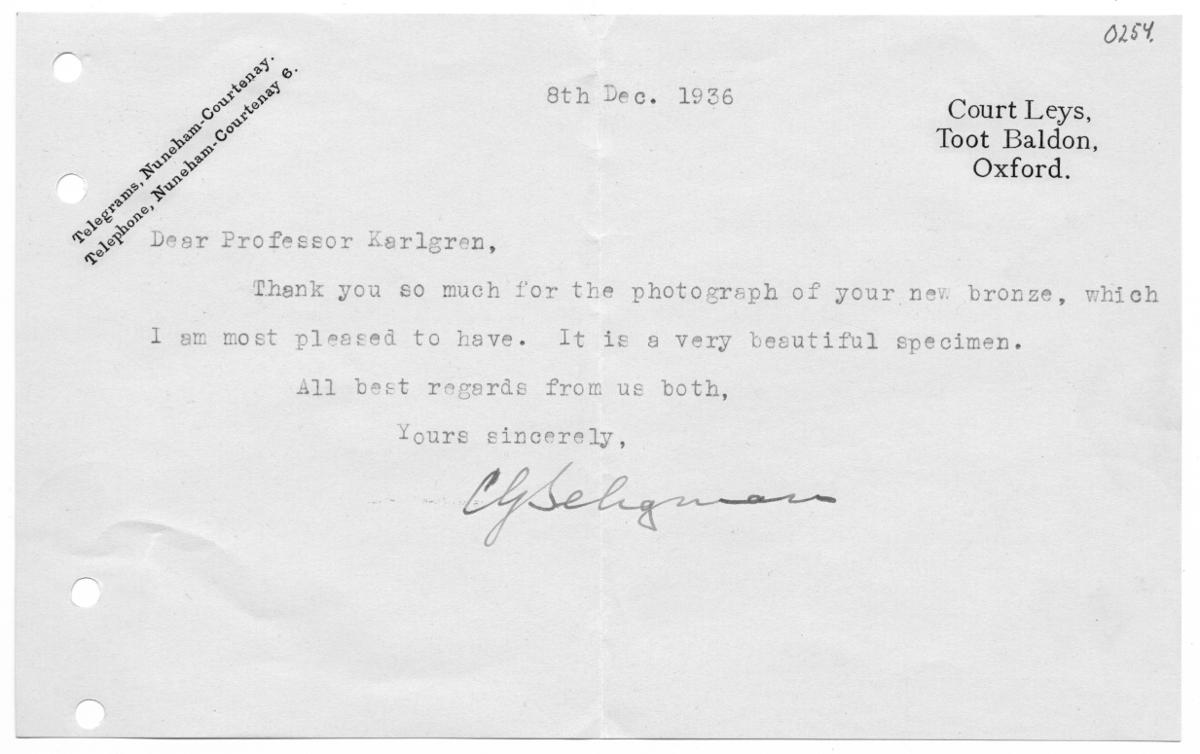 0254.
Telegrams, Nuneham-Courtenay.
Telephone, Nuneham-Courtenay 6.
8th Dec. 1936
Court Leys,
Toot Baldon,
Oxford.
Dear Professor Karlgren,
Thank you so much for the photograph of your new bronze, which
I am most pleased to have. It is a very beautiful specimen.
All best regards from us both,
Yours sincerely,
CGSeligman